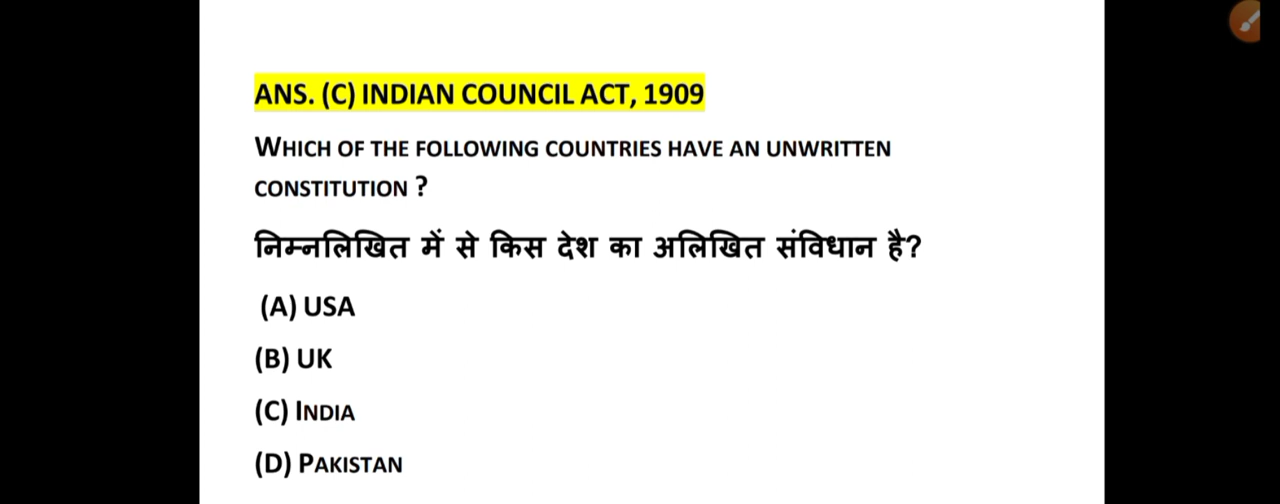 ANS. (C) INDIAN COUNCIL ACT, 1909
WHICH OF THE FOLLOWING COUNTRIES HAVE AN UNWRITTEN
CONSTITUTION ?
निम्नलिखित में से किस देश का अलिखित संविधान है?
(A) USA
(B) UK
(C) INDIA
(D) PAKISTAN